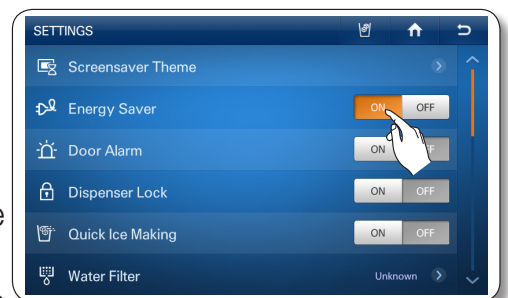 SETTINGS
Screensaver Theme
Energy Saver ON OFF
Door Alarm ON
Dispenser Lock ON OFF
Quick Ice Making ON OFF
Water Filter Unknown